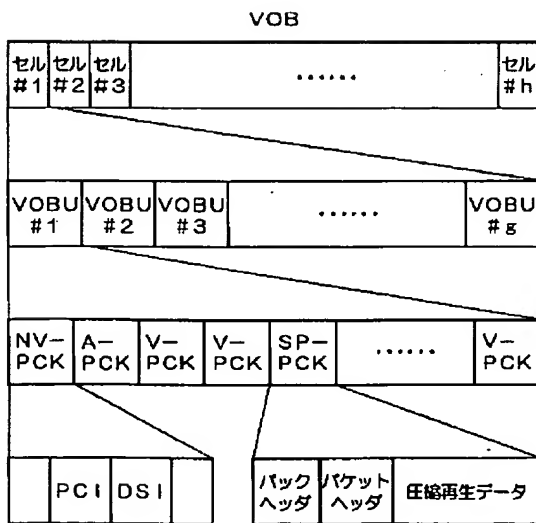 VOB
セル セル セル ...... セル
#1 #2 #3 #h
VOBU VOBU VOBU ...... VOBU
#1 #2 #3 #g
NV- A- V- V- SP- ...... V-
PCK PCK PCK PCK PCK PCK
PCI DSI
パック パケット 圧縮再生データ
ヘッダ ヘッダ